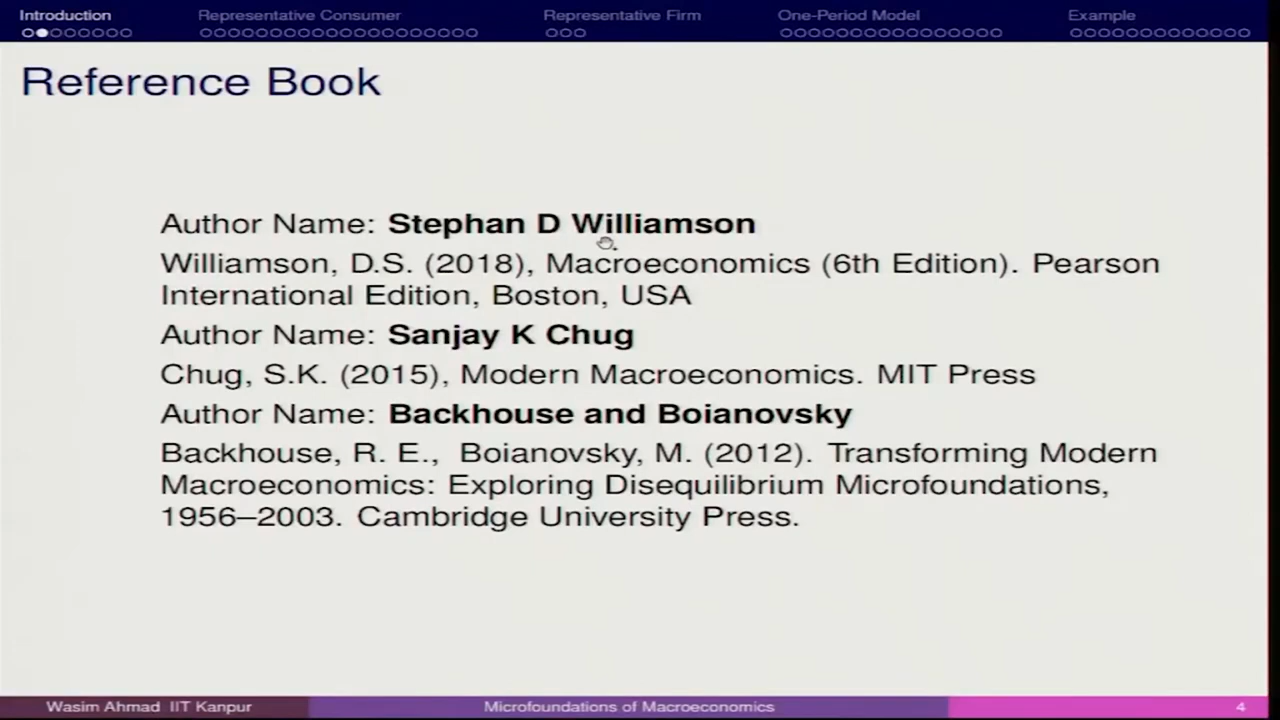 Introduction Representative Consumer Representative Firm One-Period Model Example
Reference Book
Author Name: Stephan D Williamson
Williamson, D.S. (2018), Macroeconomics (6th Edition). Pearson
International Edition, Boston, USA
Author Name: Sanjay K Chug
Chug, S.K. (2015), Modern Macroeconomics. MIT Press
Author Name: Backhouse and Boianovsky
Backhouse, R. E., Boianovsky, M. (2012). Transforming Modern
Macroeconomics: Exploring Disequilibrium Microfoundations,
1956–2003. Cambridge University Press.
Wasim Ahmad IIT Kanpur Microfoundations of Macroeconomics 4